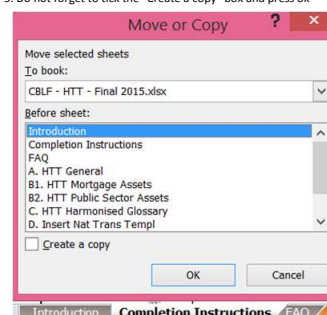 5. Do not forget to tick the "Create a copy" box and press ok
Move or Copy
?
×
Move selected sheets
To book:
CBLF - HTT - Final 2015.xlsx
Before sheet:
Introduction
Completion Instructions
FAQ
A. HTT General
B1. HTT Mortgage Assets
B2. HTT Public Sector Assets
C. HTT Harmonised Glossary
D. Insert Nat Trans Templ
Create a copy
OK Cancel
Introduction Completion Instructions FAQ